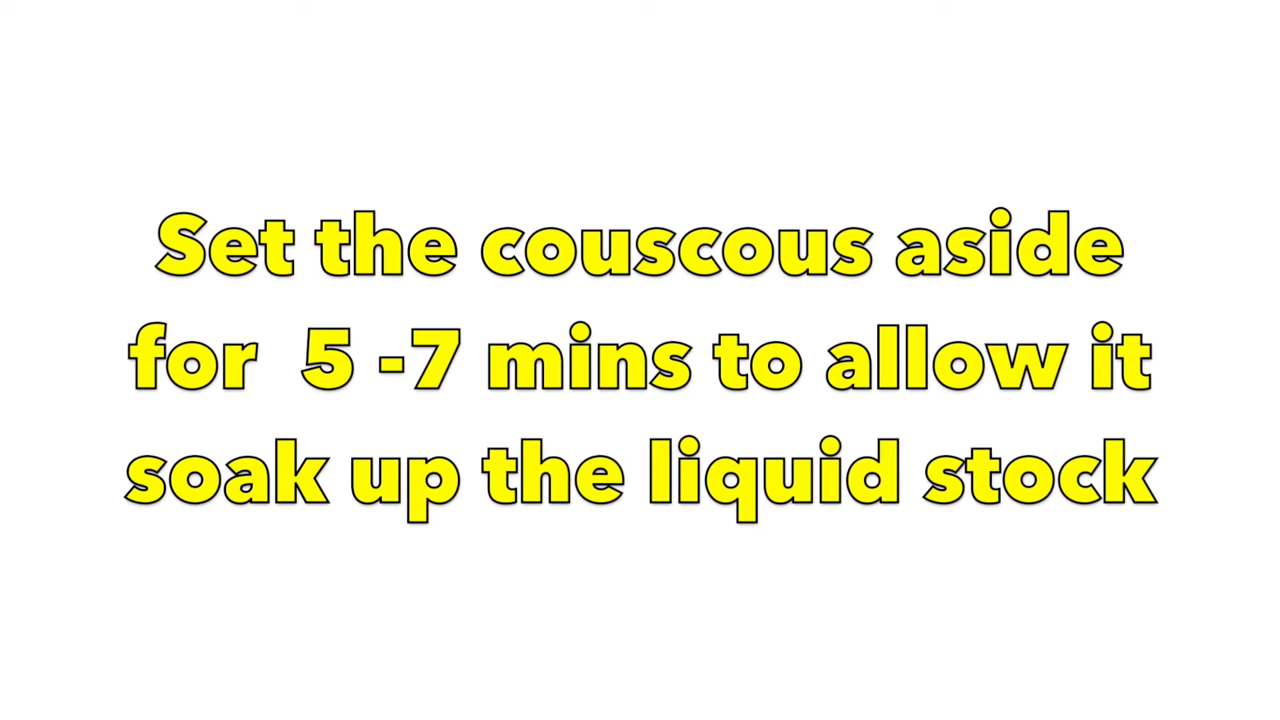 Set the couscous aside
for  5 -7 mins to allow it
soak up the liquid stock